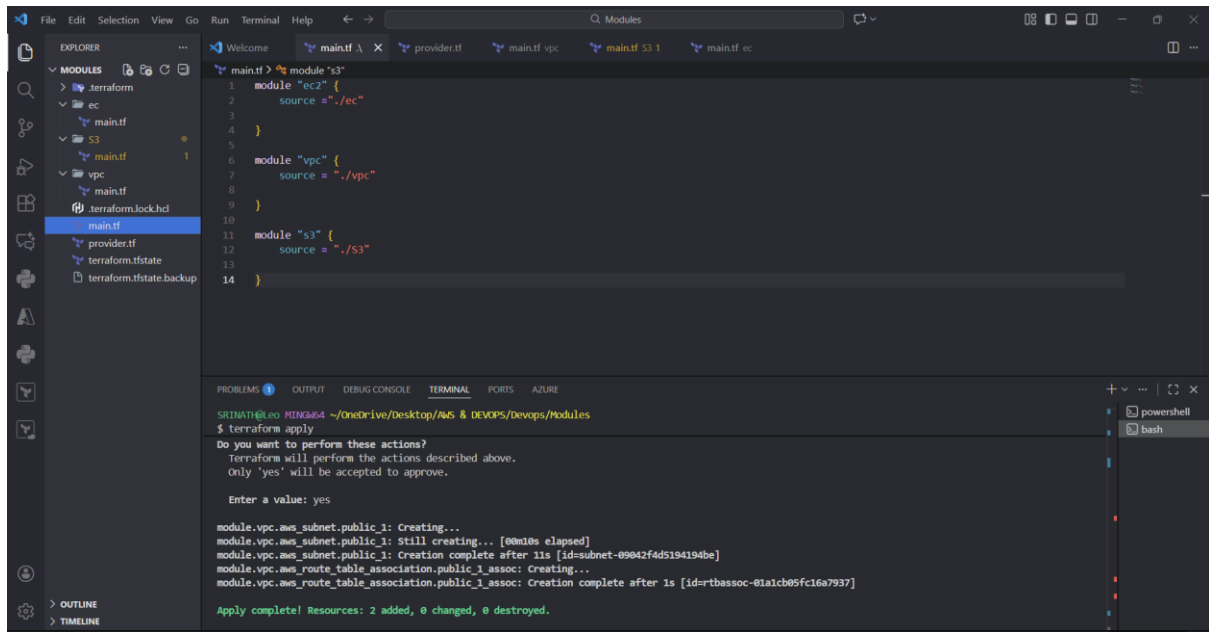 File Edit Selection View Go Run Terminal Help
Modules
EXPLORER
MODULES
.terraform
ec
main.tf
S3
main.tf 1
vpc
main.tf
.terraform.lock.hcl
main.tf
provider.tf
terraform.tfstate
terraform.tfstate.backup
OUTLINE
TIMELINE
Welcome main.tf .\ provider.tf main.tf vpc main.tf S3 1 main.tf ec
main.tf > module "s3"
1 module "ec2" {
2 source ="./ec"
3
4 }
5
6 module "vpc" {
7 source = "./vpc"
8
9 }
10
11 module "s3" {
12 source = "./S3"
13
14 }
PROBLEMS 1 OUTPUT DEBUG CONSOLE TERMINAL PORTS AZURE
SRINATH@Leo MINGW64 ~/OneDrive/Desktop/AWS & DEVOPS/Devops/Modules
$ terraform apply
Do you want to perform these actions?
Terraform will perform the actions described above.
Only 'yes' will be accepted to approve.
Enter a value: yes
module.vpc.aws_subnet.public_1: Creating...
module.vpc.aws_subnet.public_1: Still creating... [00m10s elapsed]
module.vpc.aws_subnet.public_1: Creation complete after 11s [id=subnet-09042f4d5194194be]
module.vpc.aws_route_table_association.public_1_assoc: Creating...
module.vpc.aws_route_table_association.public_1_assoc: Creation complete after 1s [id=rtbassoc-01a1cb05fc16a7937]
Apply complete! Resources: 2 added, 0 changed, 0 destroyed.
powershell
bash